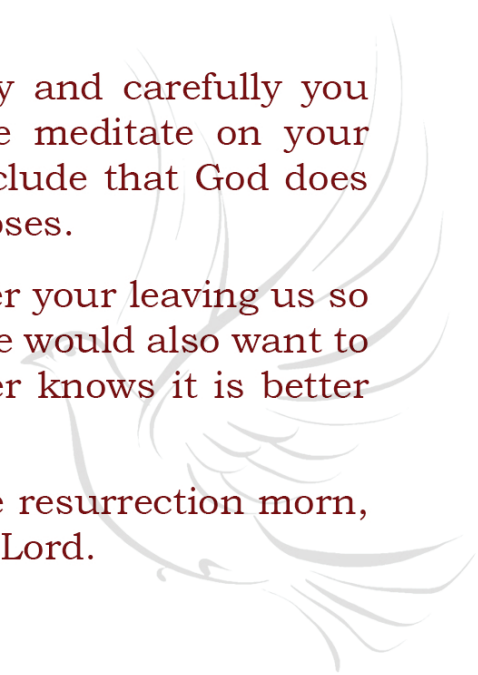 y and carefully you
e meditate on your
clude that God does
oses.
er your leaving us so
e would also want to
er knows it is better
e resurrection morn,
Lord.